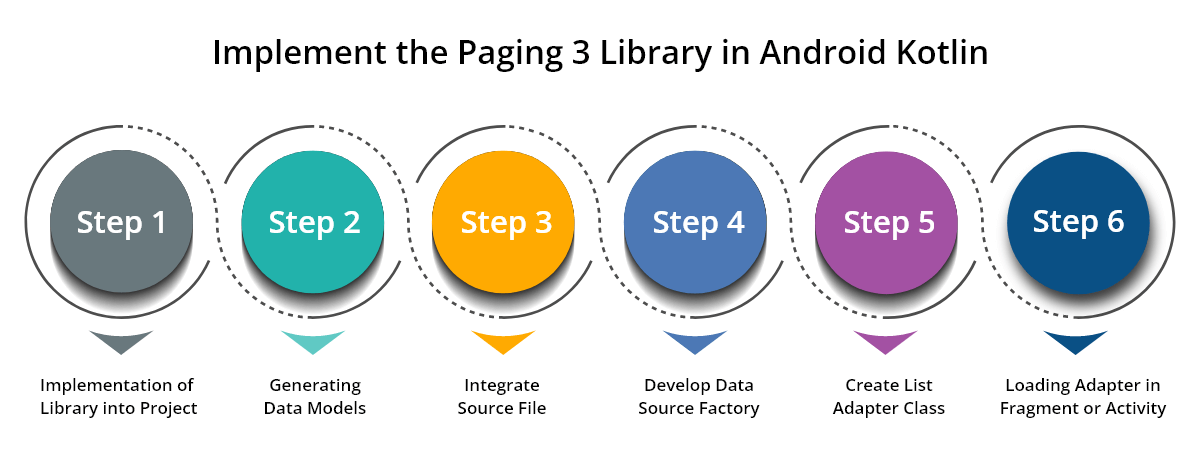 Implement the Paging 3 Library in Android Kotlin
Step 1
Step 2
Step 3
Step 4
Step 5
Step 6
Implementation of
Library into Project
Generating
Data Models
Integrate
Source File
Develop Data
Source Factory
Create List
Adapter Class
Loading Adapter in
Fragment or Activity